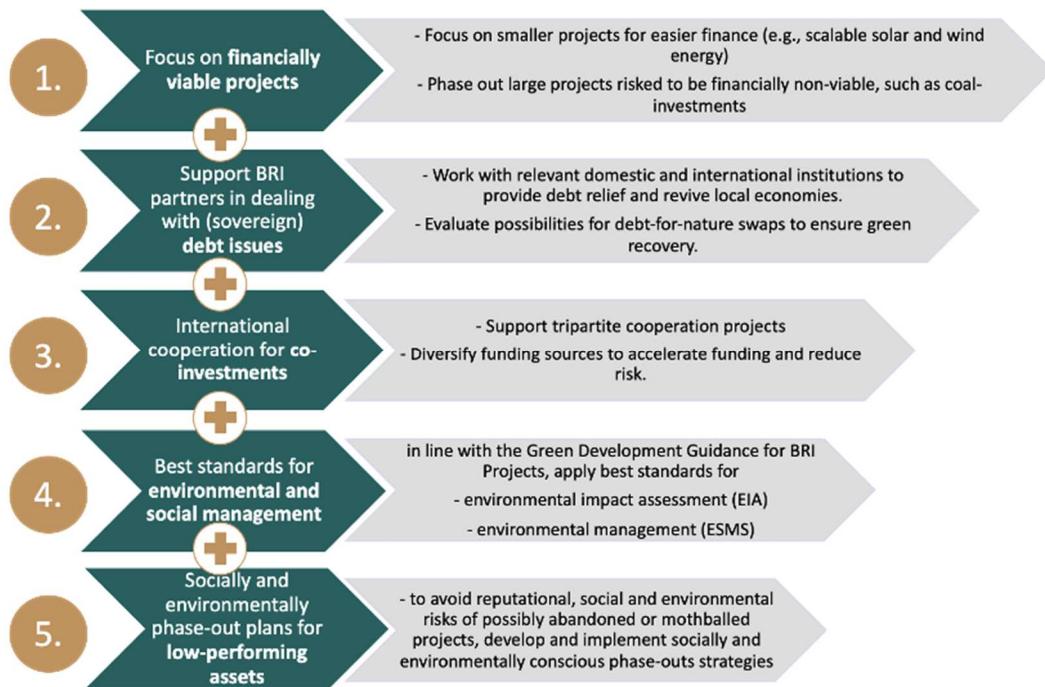 1.
Focus on financially
viable projects
- Focus on smaller projects for easier finance (e.g., scalable solar and wind
energy)
- Phase out large projects risked to be financially non-viable, such as coal-
investments
2.
Support BRI
partners in dealing
with (sovereign)
debt issues
- Work with relevant domestic and international institutions to
provide debt relief and revive local economies.
- Evaluate possibilities for debt-for-nature swaps to ensure green
recovery.
3.
International
cooperation for co-
investments
- Support tripartite cooperation projects
- Diversify funding sources to accelerate funding and reduce
risk.
4.
Best standards for
environmental and
social management
in line with the Green Development Guidance for BRI
Projects, apply best standards for
- environmental impact assessment (EIA)
- environmental management (ESMS)
5.
Socially and
environmentally
phase-out plans for
low-performing
assets
- to avoid reputational, social and environmental
risks of possibly abandoned or mothballed
projects, develop and implement socially and
environmentally conscious phase-outs strategies